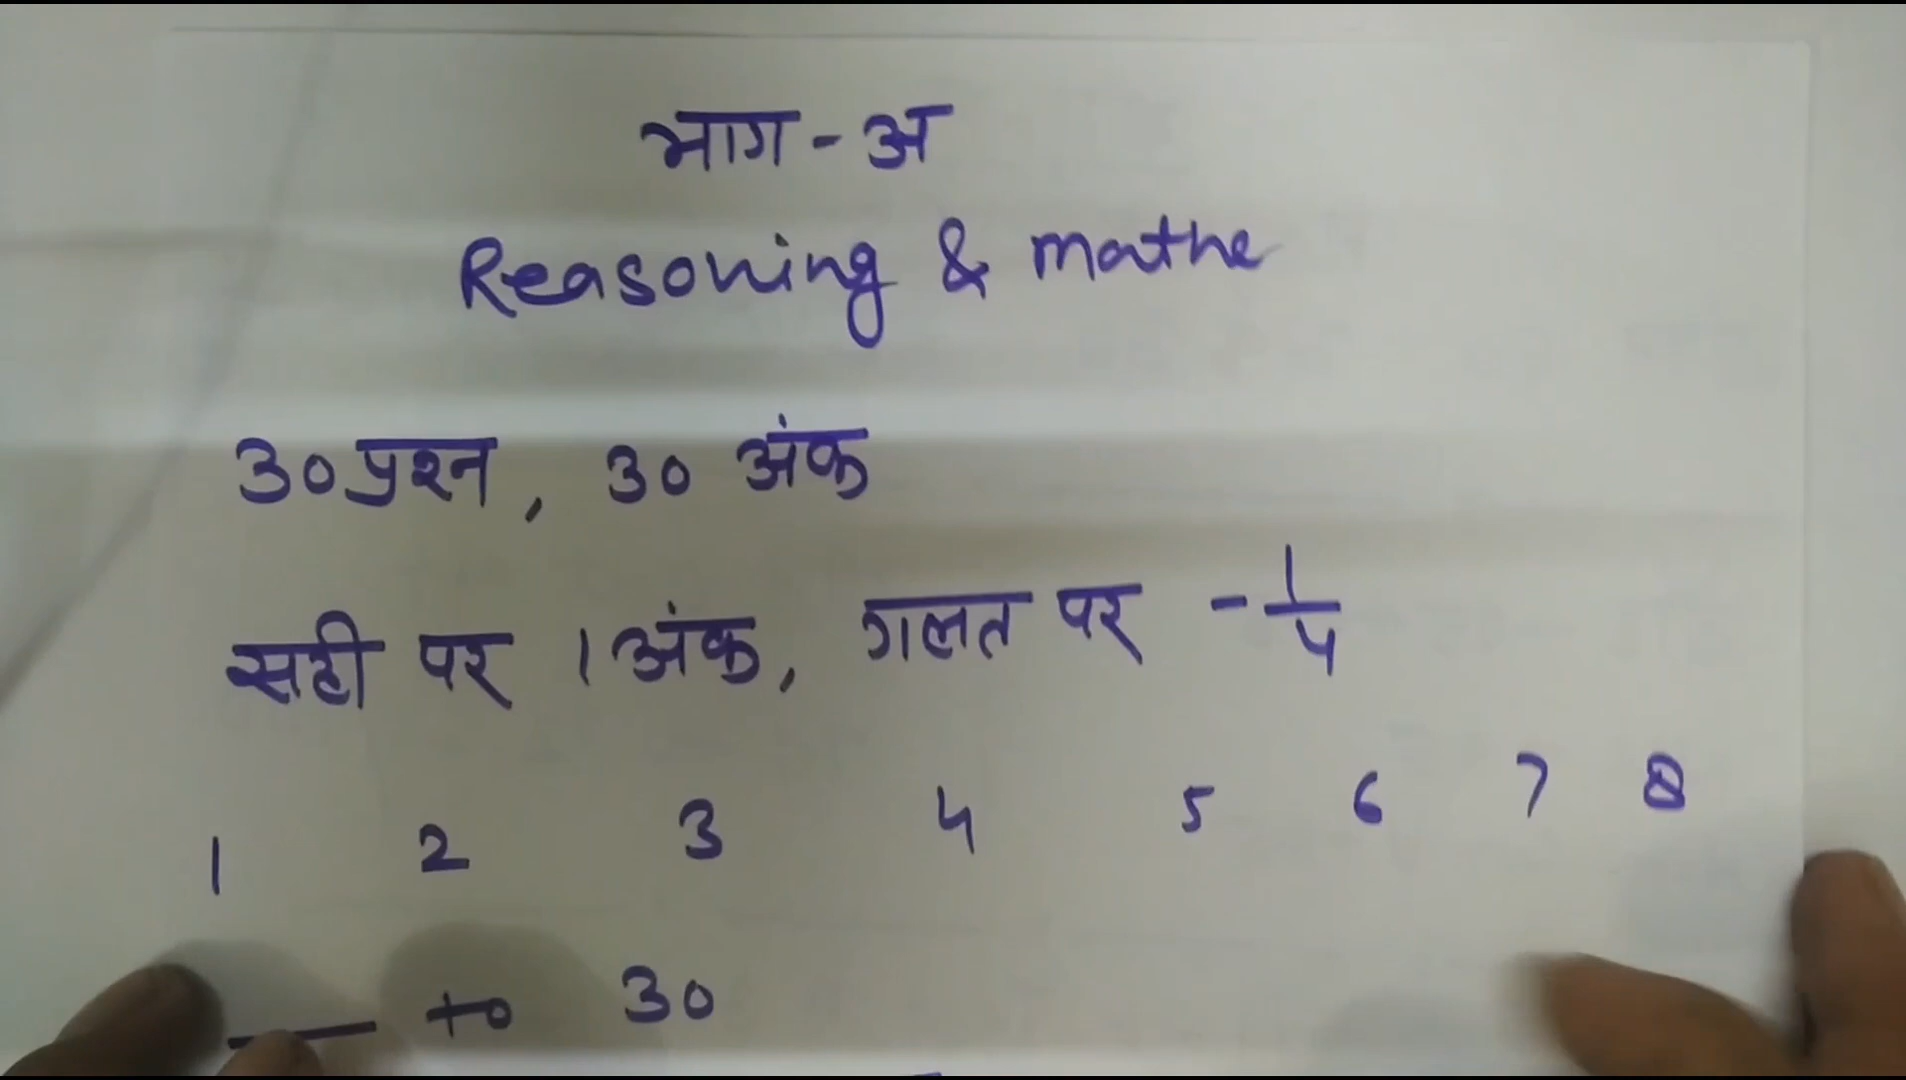 भाग - अ
Reasoning & mathe
30 प्रश्न, 30 अंक
सही पर 1 अंक, गलत पर - 1/4
1 2 3 4 5 6 7 8
___ to 30